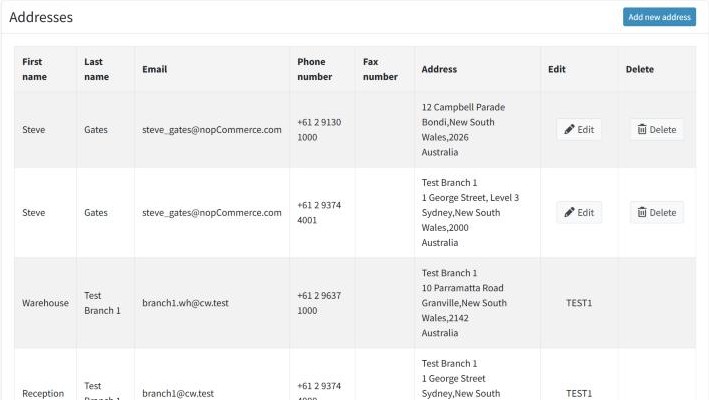 Addresses
Add new address
First name
Last name
Email
Phone number
Fax number
Address
Edit
Delete
Steve
Gates
steve_gates@nopCommerce.com
+61 2 9130
1000
12 Campbell Parade
Bondi,New South
Wales,2026
Australia
Edit
Delete
Steve
Gates
steve_gates@nopCommerce.com
+61 2 9374
4001
Test Branch 1
1 George Street, Level 3
Sydney,New South
Wales,2000
Australia
Edit
Delete
Warehouse
Test
Branch 1
branch1.wh@cw.test
+61 2 9637
1000
Test Branch 1
10 Parramatta Road
Granville,New South
Wales,2142
Australia
TEST1
Reception
Test
branch1@cw.test
+61 2 9374
Test Branch 1
1 George Street
Sydney,New South
TEST1